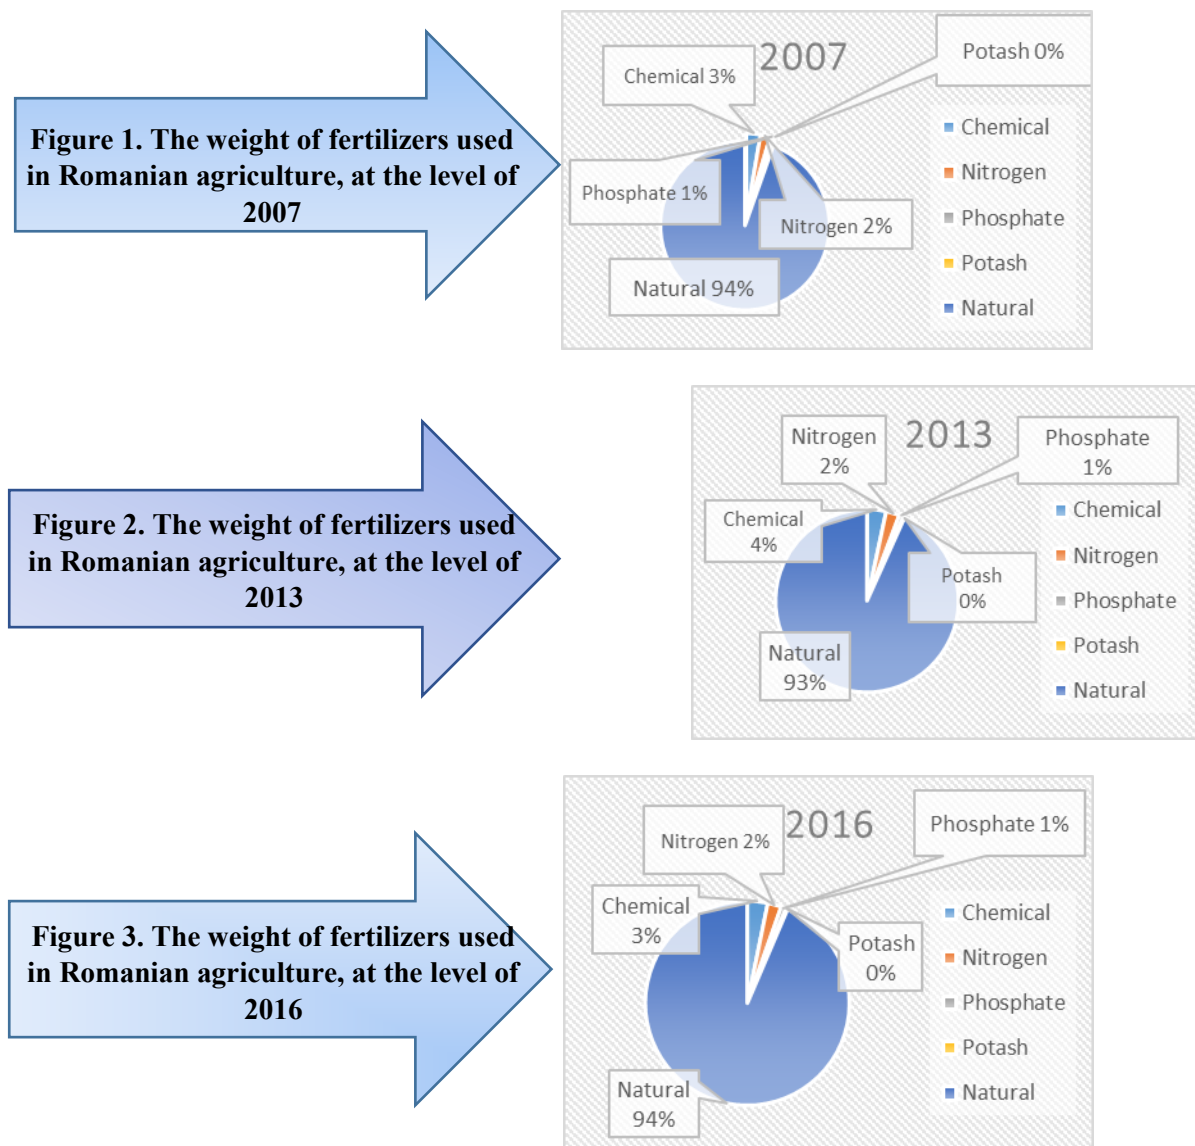 Figure 1. The weight of fertilizers used
in Romanian agriculture, at the level of
2007
2007
Chemical 3%
Potash 0%
Phosphate 1%
Nitrogen 2%
Natural 94%
Chemical
Nitrogen
Phosphate
Potash
Natural
Figure 2. The weight of fertilizers used
in Romanian agriculture, at the level of
2013
2013
Nitrogen
2%
Phosphate
1%
Chemical
4%
Potash
0%
Natural
93%
Chemical
Nitrogen
Phosphate
Potash
Natural
Figure 3. The weight of fertilizers used
in Romanian agriculture, at the level of
2016
2016
Nitrogen 2%
Phosphate 1%
Chemical
3%
Potash
0%
Natural
94%
Chemical
Nitrogen
Phosphate
Potash
Natural